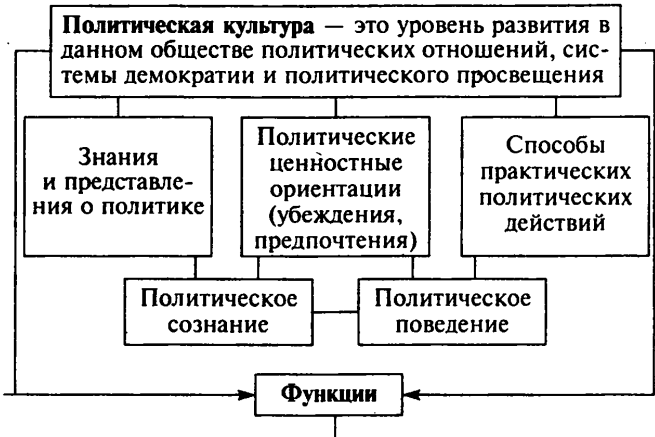 Политическая культура — это уровень развития в
данном обществе политических отношений, сис-
темы демократии и политического просвещения
Знания
и представле-
ния о политике
Политические
ценностные
ориентации
(убеждения,
предпочтения)
Способы
практических
политических
действий
Политическое
сознание
Политическое
поведение
Функции